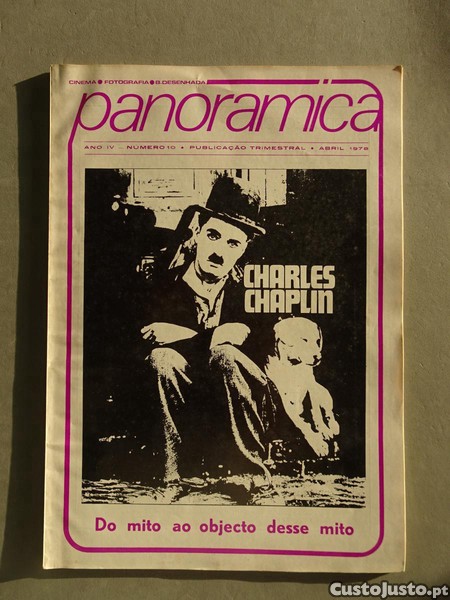 CINEMA ● FOTOGRAFIA ● B.DESENHADA
panoramica
ANO IV - NÚMERO 10 • PUBLICAÇÃO TRIMESTRAL • ABRIL 1978
CHARLES
CHAPLIN
Do mito ao objecto desse mito
CustoJusto.pt